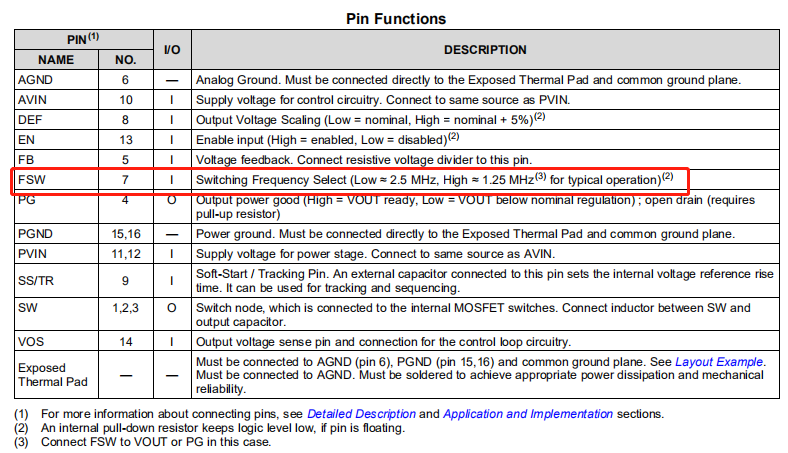 Pin Functions
PIN(1)
I/O
DESCRIPTION
NAME
NO.
AGND 6 — Analog Ground. Must be connected directly to the Exposed Thermal Pad and common ground plane.
AVIN 10 I Supply voltage for control circuitry. Connect to same source as PVIN.
DEF 8 I Output Voltage Scaling (Low = nominal, High = nominal + 5%)(2)
EN 13 I Enable input (High = enabled, Low = disabled)(2)
FB 5 I Voltage feedback. Connect resistive voltage divider to this pin.
FSW 7 I Switching Frequency Select (Low ≈ 2.5 MHz, High ≈ 1.25 MHz(3) for typical operation)(2)
PG 4 O Output power good (High = VOUT ready, Low = VOUT below nominal regulation) ; open drain (requires
pull-up resistor)
PGND 15,16 — Power ground. Must be connected directly to the Exposed Thermal Pad and common ground plane.
PVIN 11,12 I Supply voltage for power stage. Connect to same source as AVIN.
SS/TR 9 I Soft-Start / Tracking Pin. An external capacitor connected to this pin sets the internal voltage reference rise
time. It can be used for tracking and sequencing.
SW 1,2,3 O Switch node, which is connected to the internal MOSFET switches. Connect inductor between SW and
output capacitor.
VOS 14 I Output voltage sense pin and connection for the control loop circuitry.
Exposed
Thermal Pad — — Must be connected to AGND (pin 6), PGND (pin 15,16) and common ground plane. See Layout Example.
Must be connected to AGND. Must be soldered to achieve appropriate power dissipation and mechanical
reliability.
(1) For more information about connecting pins, see Detailed Description and Application and Implementation sections.
(2) An internal pull-down resistor keeps logic level low, if pin is floating.
(3) Connect FSW to VOUT or PG in this case.